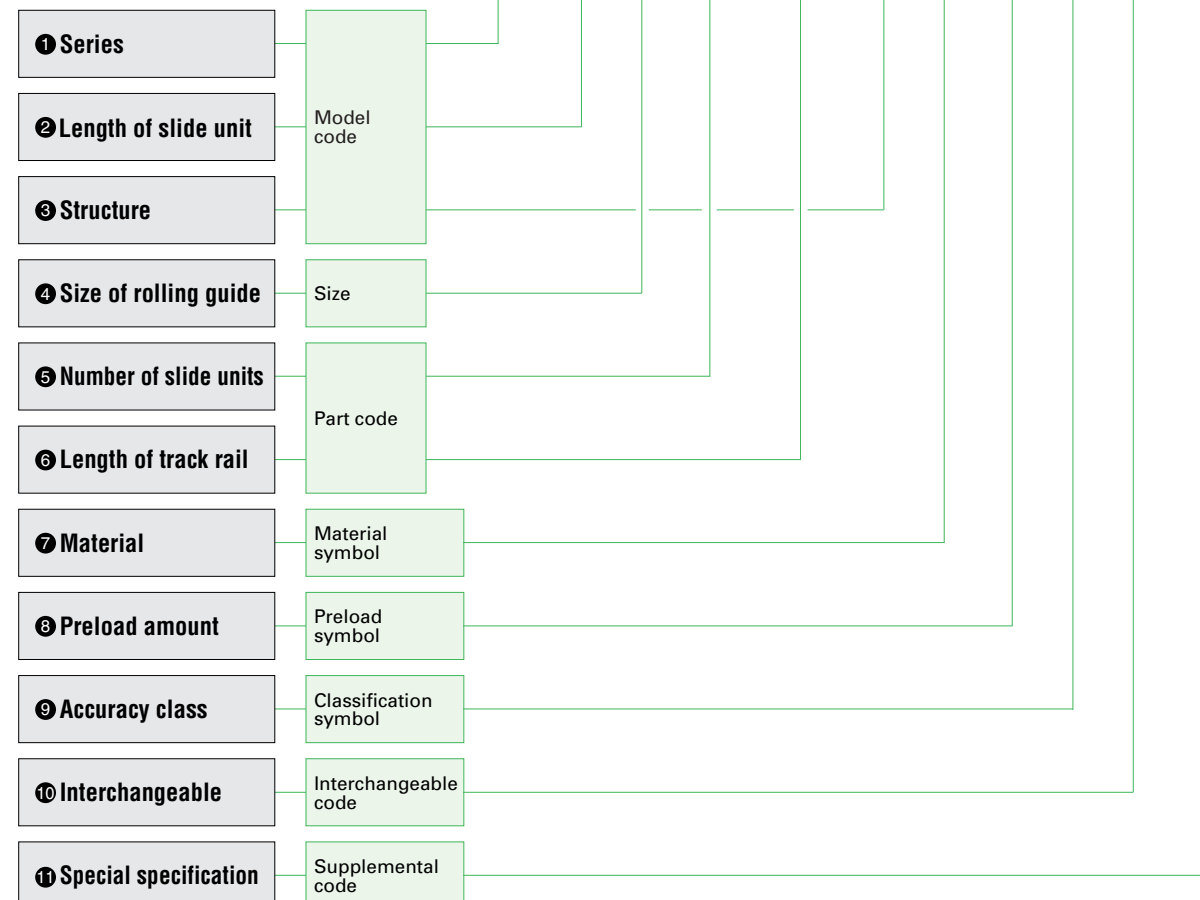 ❶Series
❷Length of slide unit
Model
code
❸Structure
❹Size of rolling guide
Size
❺Number of slide units
Part code
❻Length of track rail
❼Material
Material
symbol
❽Preload amount
Preload
symbol
❾Accuracy class
Classification
symbol
❿Interchangeable
Interchangeable
code
⓫Special specification
Supplemental
code